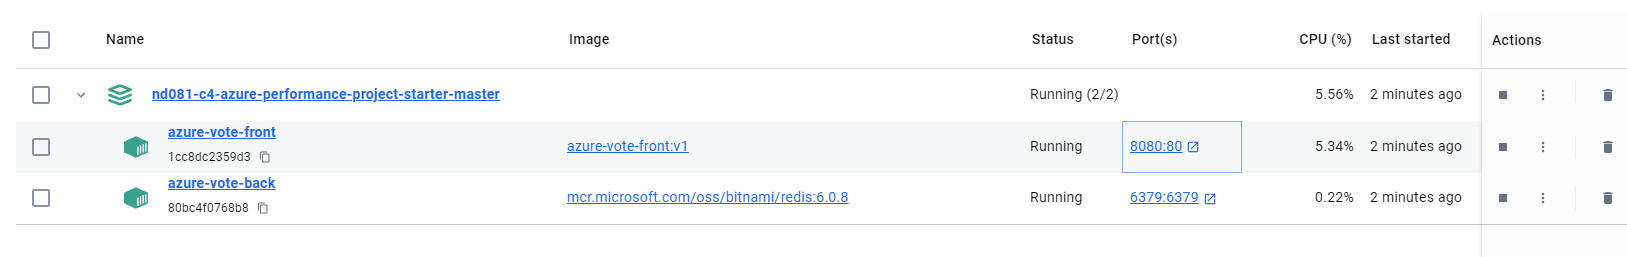 Name Image Status Port(s) CPU (%) Last started Actions
nd081-c4-azure-performance-project-starter-master Running (2/2) 5.56% 2 minutes ago
azure-vote-front
1cc8dc2359d3 azure-vote-front:v1 Running 8080:80 5.34% 2 minutes ago
azure-vote-back
80bc4f0768b8 mcr.microsoft.com/oss/bitnami/redis:6.0.8 Running 6379:6379 0.22% 2 minutes ago